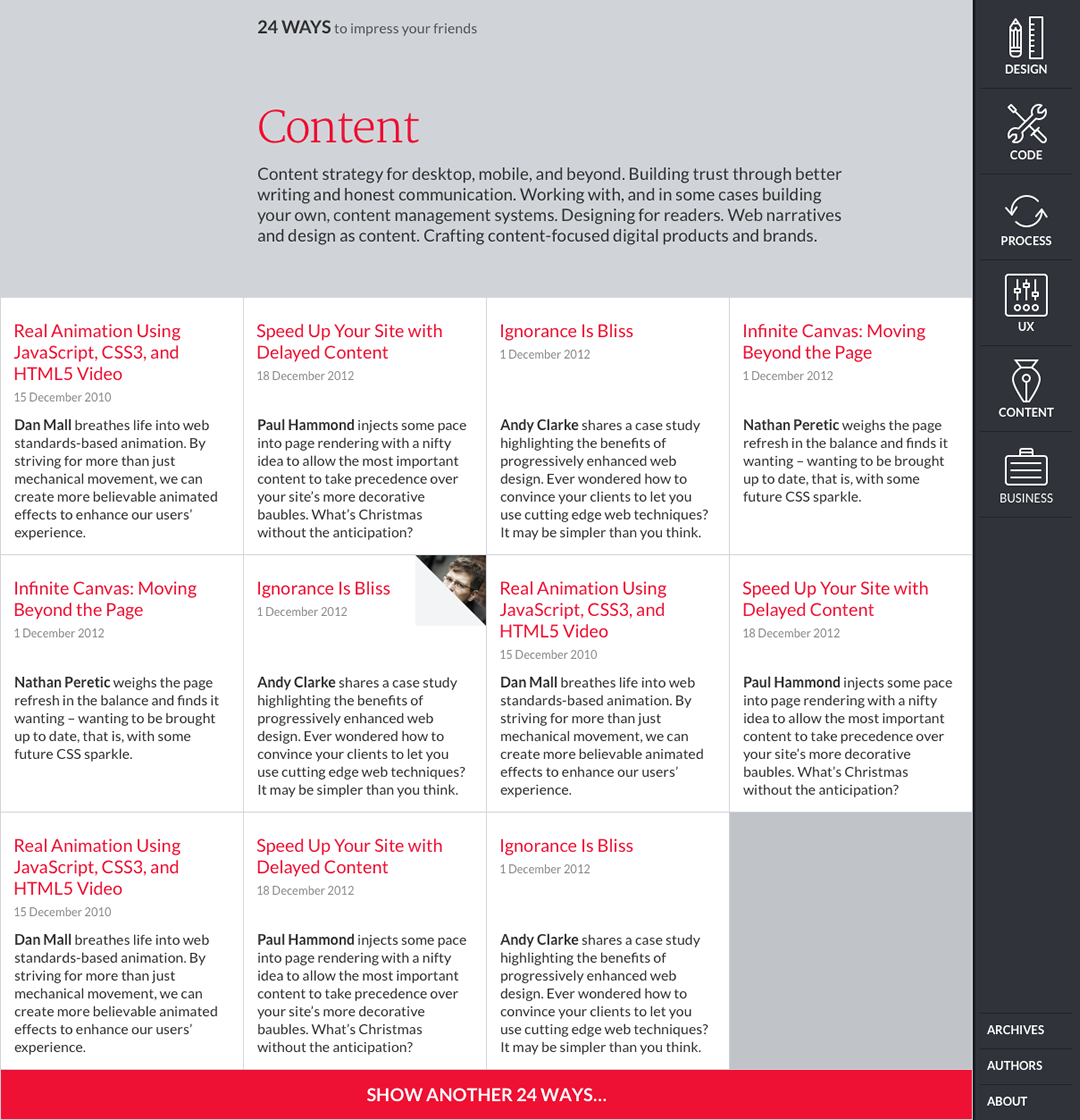 24 WAYS to impress your friends
Content
Content strategy for desktop, mobile, and beyond. Building trust through better
writing and honest communication. Working with, and in some cases building
your own, content management systems. Designing for readers. Web narratives
and design as content. Crafting content-focused digital products and brands.
Real Animation Using
JavaScript, CSS3, and
HTML5 Video
15 December 2010
Dan Mall breathes life into web
standards-based animation. By
striving for more than just
mechanical movement, we can
create more believable animated
effects to enhance our users’
experience.
Speed Up Your Site with
Delayed Content
18 December 2012
Paul Hammond injects some pace
into page rendering with a nifty
idea to allow the most important
content to take precedence over
your site’s more decorative
baubles. What’s Christmas
without the anticipation?
Ignorance Is Bliss
1 December 2012
Andy Clarke shares a case study
highlighting the benefits of
progressively enhanced web
design. Ever wondered how to
convince your clients to let you
use cutting edge web techniques?
It may be simpler than you think.
Infinite Canvas: Moving
Beyond the Page
1 December 2012
Nathan Peretic weighs the page
refresh in the balance and finds it
wanting – wanting to be brought
up to date, that is, with some
future CSS sparkle.
Infinite Canvas: Moving
Beyond the Page
1 December 2012
Nathan Peretic weighs the page
refresh in the balance and finds it
wanting – wanting to be brought
up to date, that is, with some
future CSS sparkle.
Ignorance Is Bliss
1 December 2012
Andy Clarke shares a case study
highlighting the benefits of
progressively enhanced web
design. Ever wondered how to
convince your clients to let you
use cutting edge web techniques?
It may be simpler than you think.
Real Animation Using
JavaScript, CSS3, and
HTML5 Video
15 December 2010
Dan Mall breathes life into web
standards-based animation. By
striving for more than just
mechanical movement, we can
create more believable animated
effects to enhance our users’
experience.
Speed Up Your Site with
Delayed Content
18 December 2012
Paul Hammond injects some pace
into page rendering with a nifty
idea to allow the most important
content to take precedence over
your site’s more decorative
baubles. What’s Christmas
without the anticipation?
Real Animation Using
JavaScript, CSS3, and
HTML5 Video
15 December 2010
Dan Mall breathes life into web
standards-based animation. By
striving for more than just
mechanical movement, we can
create more believable animated
effects to enhance our users’
experience.
Speed Up Your Site with
Delayed Content
18 December 2012
Paul Hammond injects some pace
into page rendering with a nifty
idea to allow the most important
content to take precedence over
your site’s more decorative
baubles. What’s Christmas
without the anticipation?
Ignorance Is Bliss
1 December 2012
Andy Clarke shares a case study
highlighting the benefits of
progressively enhanced web
design. Ever wondered how to
convince your clients to let you
use cutting edge web techniques?
It may be simpler than you think.
SHOW ANOTHER 24 WAYS...
DESIGN
CODE
PROCESS
UX
CONTENT
BUSINESS
ARCHIVES
AUTHORS
ABOUT